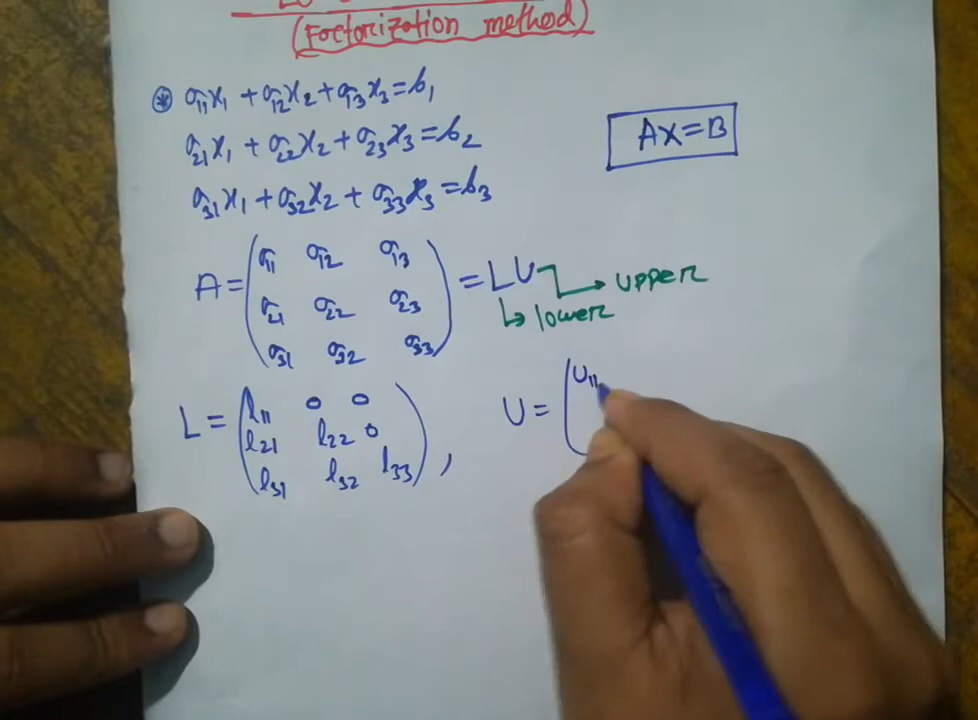 (Factorization method)
* a₁₁x₁ + a₁₂x₂ + a₁₃x₃ = b₁
a₂₁x₁ + a₂₂x₂ + a₂₃x₃ = b₂
a₃₁x₁ + a₃₂x₂ + a₃₃x₃ = b₃
AX = B
A = ( a₁₁ a₁₂ a₁₃
a₂₁ a₂₂ a₂₃
a₃₁ a₃₂ a₃₃ ) = LU
→ upper
↳ lower
L = ( l₁₁ 0 0
l₂₁ l₂₂ 0
l₃₁ l₃₂ l₃₃ ) ,
U = ( U₁₁